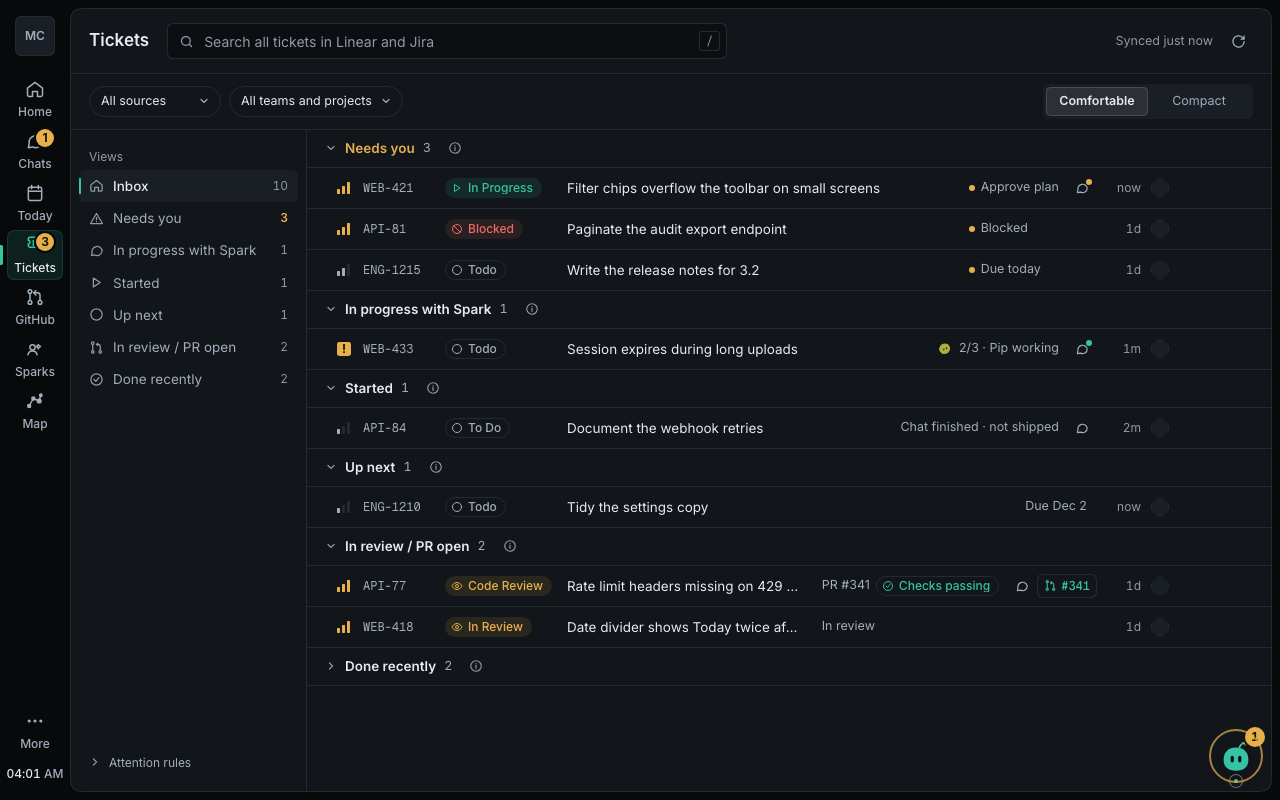 MC
Home
1
Chats
Today
3
Tickets
GitHub
Sparks
Map
More
04:01 AM
Tickets
Search all tickets in Linear and Jira
/
Synced just now
All sources
All teams and projects
Comfortable
Compact
Views
Inbox 10
Needs you 3
In progress with Spark 1
Started 1
Up next 1
In review / PR open 2
Done recently 2
Attention rules
Needs you 3
WEB-421 In Progress Filter chips overflow the toolbar on small screens Approve plan now
API-81 Blocked Paginate the audit export endpoint Blocked 1d
ENG-1215 Todo Write the release notes for 3.2 Due today 1d
In progress with Spark 1
! WEB-433 Todo Session expires during long uploads 2/3 · Pip working 1m
Started 1
API-84 To Do Document the webhook retries Chat finished · not shipped 2m
Up next 1
ENG-1210 Todo Tidy the settings copy Due Dec 2 now
In review / PR open 2
API-77 Code Review Rate limit headers missing on 429 ... PR #341 Checks passing #341 1d
WEB-418 In Review Date divider shows Today twice af... In review 1d
Done recently 2
1